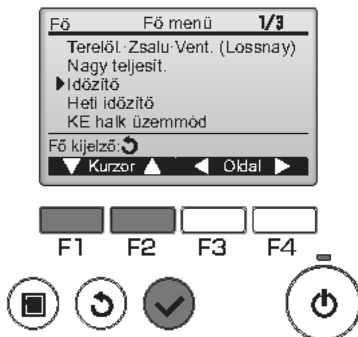 Fő Fő menü 1/3
Terelől.·Zsalu·Vent. (Lossnay)
Nagy teljesít.
Időzítő
Heti időzítő
KE halk üzemmód
Fő kijelző:
Kurzor Oldal
F1 F2 F3 F4